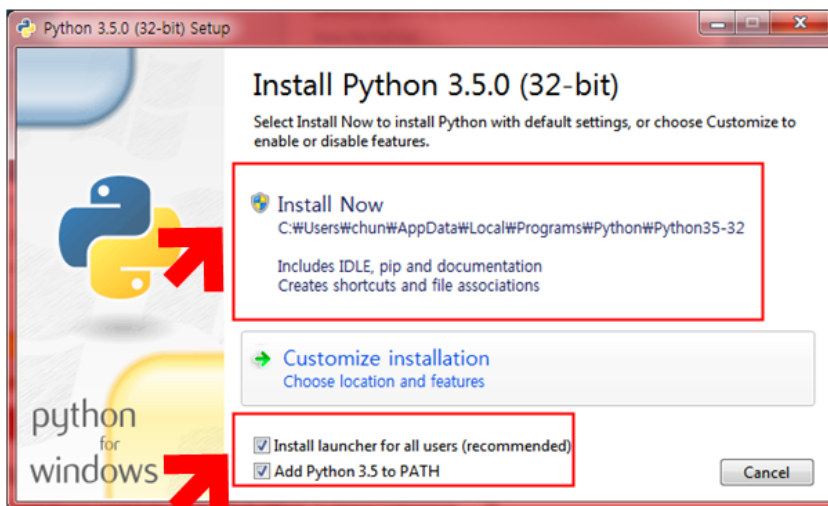 Python 3.5.0 (32-bit) Setup
Install Python 3.5.0 (32-bit)
Select Install Now to install Python with default settings, or choose Customize to
enable or disable features.
Install Now
C:₩Users₩chun₩AppData₩Local₩Programs₩Python₩Python35-32
Includes IDLE, pip and documentation
Creates shortcuts and file associations
Customize installation
Choose location and features
python
for
windows
Install launcher for all users (recommended)
Add Python 3.5 to PATH
Cancel